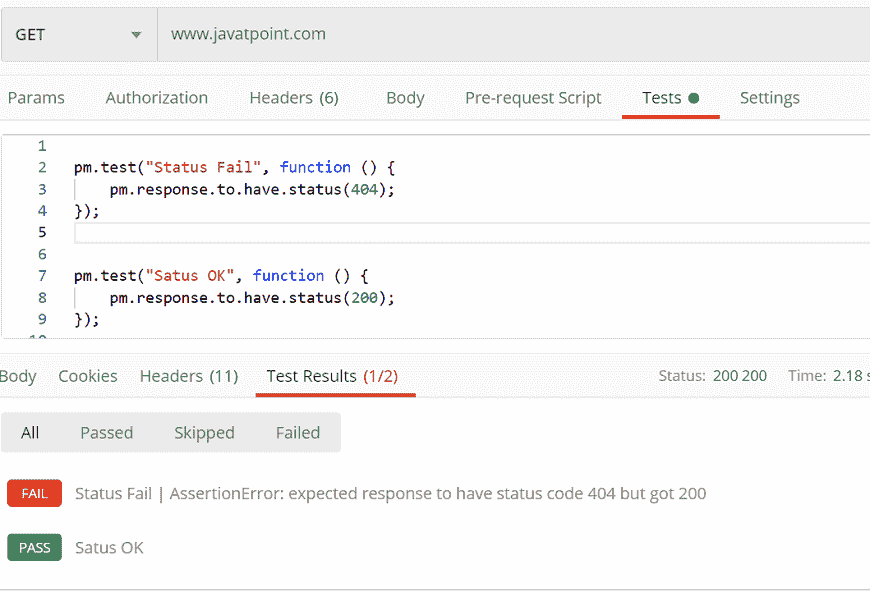 GET www.javatpoint.com
Params Authorization Headers (6) Body Pre-request Script Tests Settings
1
2 pm.test("Status Fail", function () {
3 pm.response.to.have.status(404);
4 });
5
6
7 pm.test("Satus OK", function () {
8 pm.response.to.have.status(200);
9 });
Body Cookies Headers (11) Test Results (1/2) Status: 200 200 Time: 2.18 s
All Passed Skipped Failed
FAIL Status Fail | AssertionError: expected response to have status code 404 but got 200
PASS Satus OK